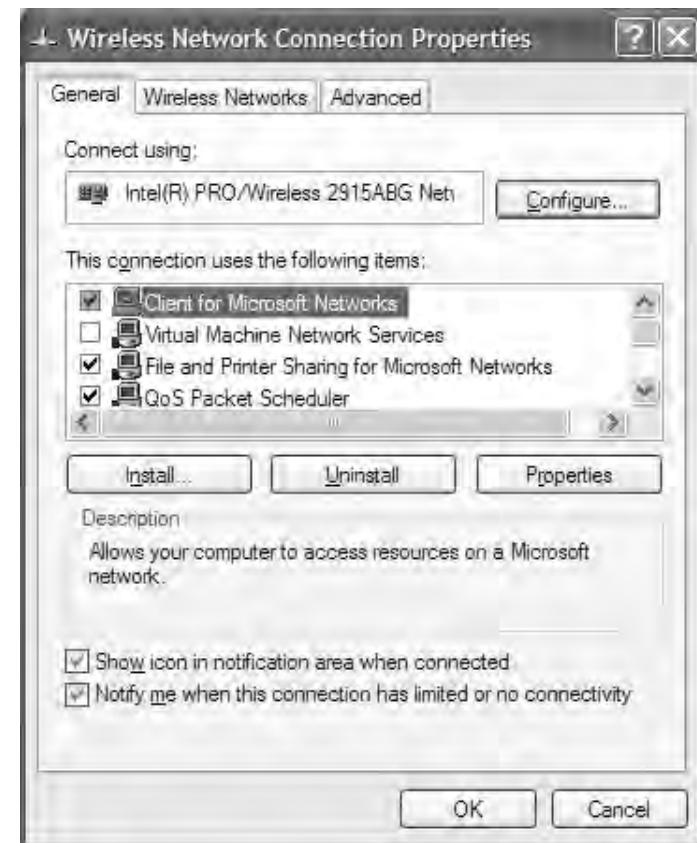 Wireless Network Connection Properties
General Wireless Networks Advanced
Connect using:
Intel(R) PRO/Wireless 2915ABG Net
Configure...
This connection uses the following items:
Client for Microsoft Networks
Virtual Machine Network Services
File and Printer Sharing for Microsoft Networks
QoS Packet Scheduler
Install... Uninstall Properties
Description
Allows your computer to access resources on a Microsoft
network.
Show icon in notification area when connected
Notify me when this connection has limited or no connectivity
OK Cancel